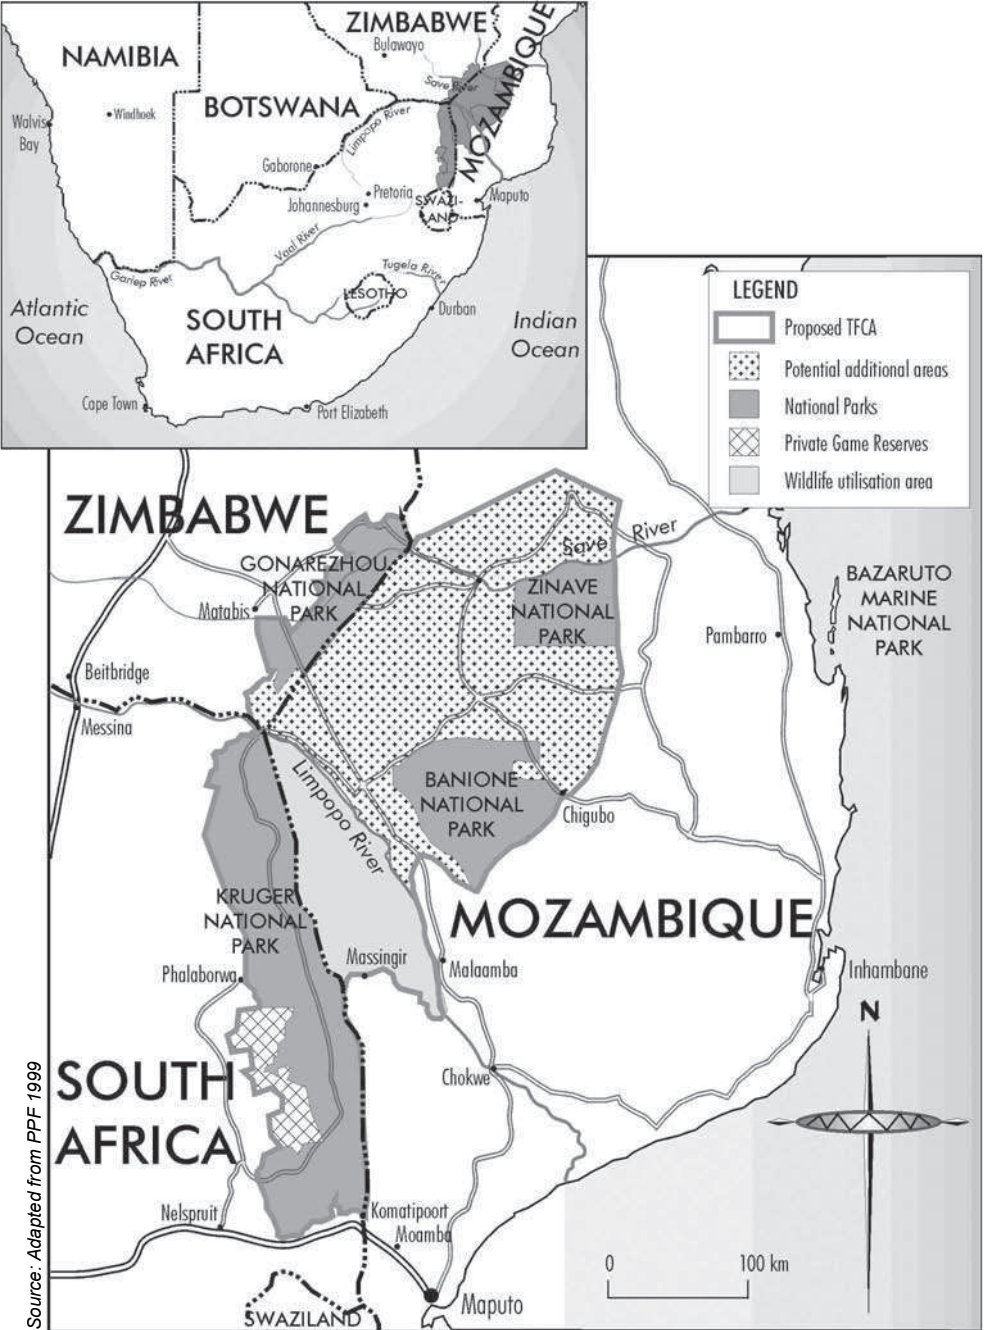 ZIMBABWE
Bulawayo
NAMIBIA
MOZAMBIQUE
Save River
BOTSWANA
Windhoek
Walvis
Bay
Limpopo River
Gaborone
Pretoria
Johannesburg
SWAZI-
LAND
Maputo
Vaal River
Gariep River
Tugela River
LESOTHO
Atlantic
Ocean
SOUTH
AFRICA
Durban
Indian
Ocean
Cape Town
Port Elizabeth
LEGEND
Proposed TFCA
Potential additional areas
National Parks
Private Game Reserves
Wildlife utilisation area
ZIMBABWE
Save River
GONAREZHOU
NATIONAL
PARK
ZINAVE
NATIONAL
PARK
BAZARUTO
MARINE
NATIONAL
PARK
Matabis
Pambarro
Beitbridge
Messina
Limpopo River
BANIONE
NATIONAL
PARK
Chigubo
KRUGER
NATIONAL
PARK
MOZAMBIQUE
Massingir
Malaamba
Phalaborwa
Inhambane
N
SOUTH
AFRICA
Chokwe
Nelspruit
Komatipoort
Moamba
0 100 km
Maputo
SWAZILAND
Source: Adapted from PPF 1999